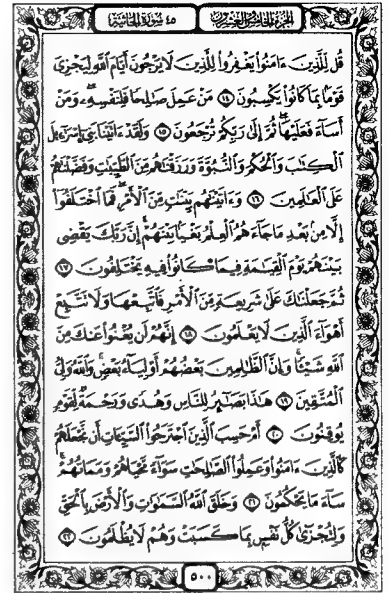 الجزء الخامس والعشرون
٤٥ سورة الجاثية
قُل لِّلَّذِينَ ءَامَنُوا۟ يَغْفِرُوا۟ لِلَّذِينَ لَا يَرْجُونَ أَيَّامَ ٱللَّهِ لِيَجْزِىَ
قَوْمًۢا بِمَا كَانُوا۟ يَكْسِبُونَ ١٤ مَنْ عَمِلَ صَٰلِحًا فَلِنَفْسِهِۦ ۖ وَمَنْ
أَسَآءَ فَعَلَيْهَا ۖ ثُمَّ إِلَىٰ رَبِّكُمْ تُرْجَعُونَ ١٥ وَلَقَدْ ءَاتَيْنَا بَنِىٓ إِسْرَٰٓءِيلَ
ٱلْكِتَٰبَ وَٱلْحُكْمَ وَٱلنُّبُوَّةَ وَرَزَقْنَٰهُم مِّنَ ٱلطَّيِّبَٰتِ وَفَضَّلْنَٰهُمْ
عَلَى ٱلْعَٰلَمِينَ ١٦ وَءَاتَيْنَٰهُم بَيِّنَٰتٍ مِّنَ ٱلْأَمْرِ ۖ فَمَا ٱخْتَلَفُوٓا۟
إِلَّا مِنۢ بَعْدِ مَا جَآءَهُمُ ٱلْعِلْمُ بَغْيًۢا بَيْنَهُمْ ۚ إِنَّ رَبَّكَ يَقْضِى
بَيْنَهُمْ يَوْمَ ٱلْقِيَٰمَةِ فِيمَا كَانُوا۟ فِيهِ يَخْتَلِفُونَ ١٧
ثُمَّ جَعَلْنَٰكَ عَلَىٰ شَرِيعَةٍ مِّنَ ٱلْأَمْرِ فَٱتَّبِعْهَا وَلَا تَتَّبِعْ
أَهْوَآءَ ٱلَّذِينَ لَا يَعْلَمُونَ ١٨ إِنَّهُمْ لَن يُغْنُوا۟ عَنكَ مِنَ
ٱللَّهِ شَيْـًٔا ۚ وَإِنَّ ٱلظَّٰلِمِينَ بَعْضُهُمْ أَوْلِيَآءُ بَعْضٍ ۖ وَٱللَّهُ وَلِىُّ
ٱلْمُتَّقِينَ ١٩ هَٰذَا بَصَٰٓئِرُ لِلنَّاسِ وَهُدًى وَرَحْمَةٌ لِّقَوْمٍ
يُوقِنُونَ ٢٠ أَمْ حَسِبَ ٱلَّذِينَ ٱجْتَرَحُوا۟ ٱلسَّيِّـَٔاتِ أَن نَّجْعَلَهُمْ
كَٱلَّذِينَ ءَامَنُوا۟ وَعَمِلُوا۟ ٱلصَّٰلِحَٰتِ سَوَآءً مَّحْيَاهُمْ وَمَمَاتُهُمْ ۚ
سَآءَ مَا يَحْكُمُونَ ٢١ وَخَلَقَ ٱللَّهُ ٱلسَّمَٰوَٰتِ وَٱلْأَرْضَ بِٱلْحَقِّ
وَلِتُجْزَىٰ كُلُّ نَفْسٍۭ بِمَا كَسَبَتْ وَهُمْ لَا يُظْلَمُونَ ٢٢
٥٠٠